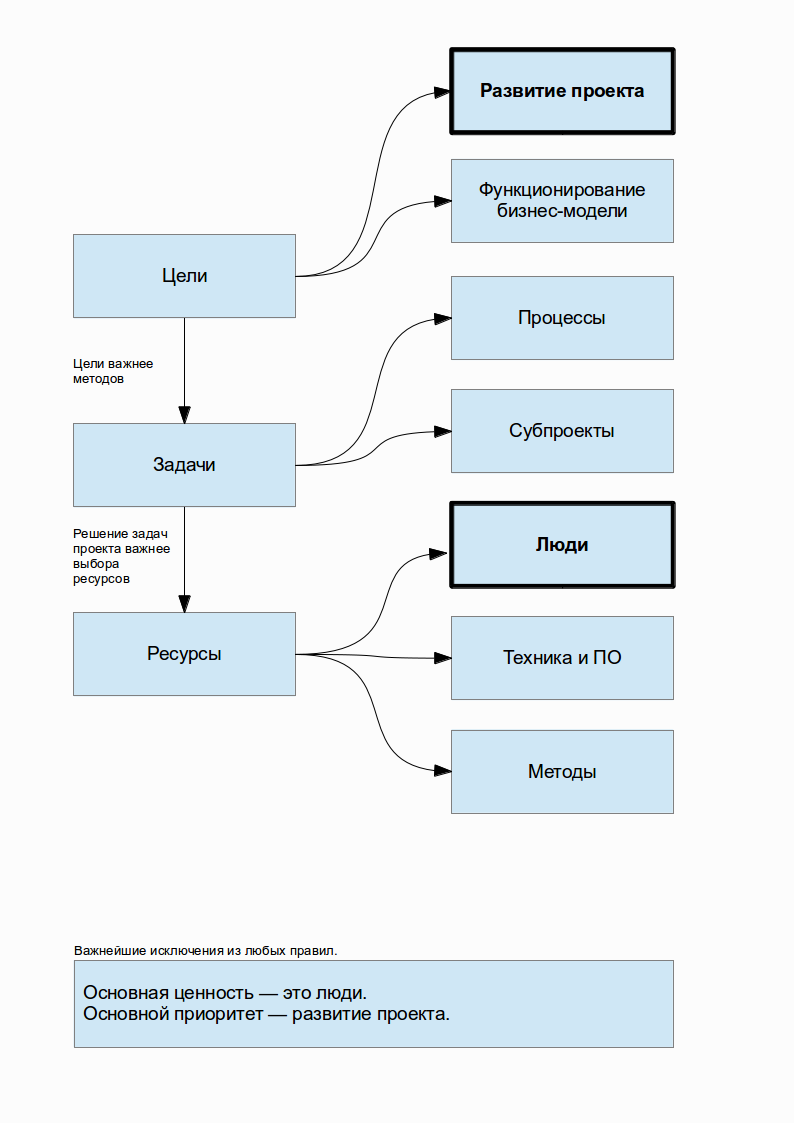 Развитие проекта
Функционирование
бизнес-модели
Цели
Процессы
Цели важнее
методов
Субпроекты
Задачи
Решение задач
проекта важнее
выбора
ресурсов
Люди
Ресурсы
Техника и ПО
Методы
Важнейшие исключения из любых правил.
Основная ценность — это люди.
Основной приоритет — развитие проекта.